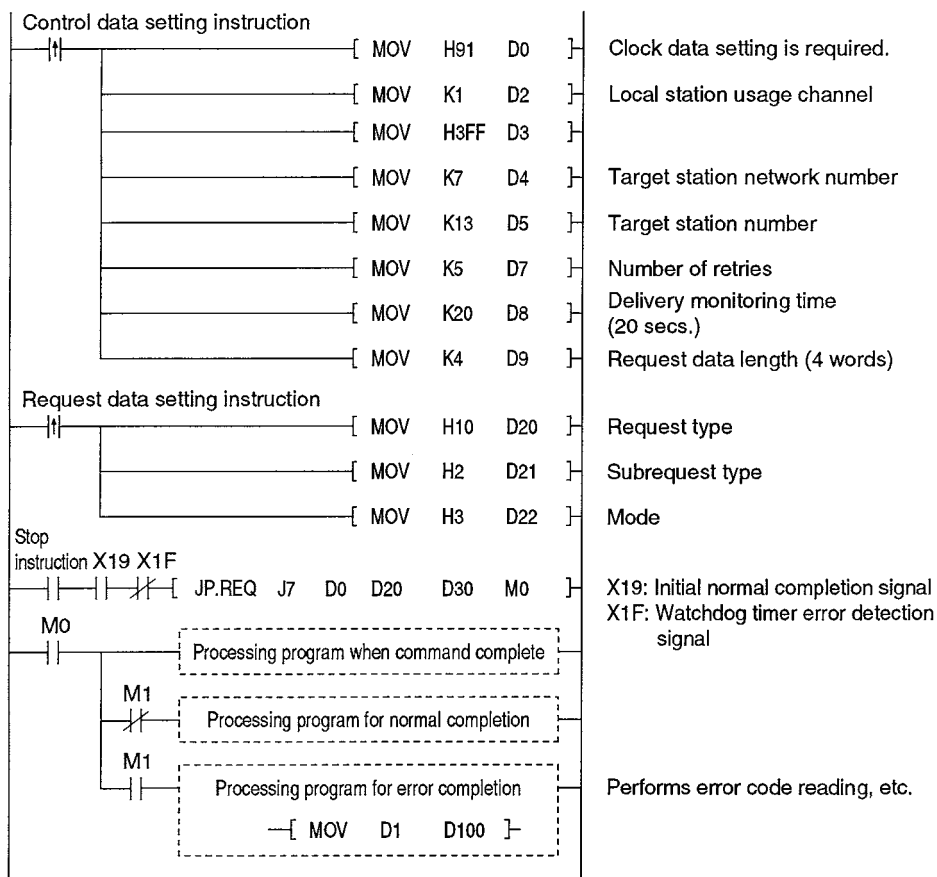 Control data setting instruction
MOV H91 D0 Clock data setting is required.
MOV K1 D2 Local station usage channel
MOV H3FF D3
MOV K7 D4 Target station network number
MOV K13 D5 Target station number
MOV K5 D7 Number of retries
MOV K20 D8 Delivery monitoring time
(20 secs.)
MOV K4 D9 Request data length (4 words)
Request data setting instruction
MOV H10 D20 Request type
MOV H2 D21 Subrequest type
MOV H3 D22 Mode
Stop
instruction X19 X1F
JP.REQ J7 D0 D20 D30 M0 X19: Initial normal completion signal
X1F: Watchdog timer error detection
signal
M0
Processing program when command complete
M1
Processing program for normal completion
M1
Processing program for error completion Performs error code reading, etc.
MOV D1 D100